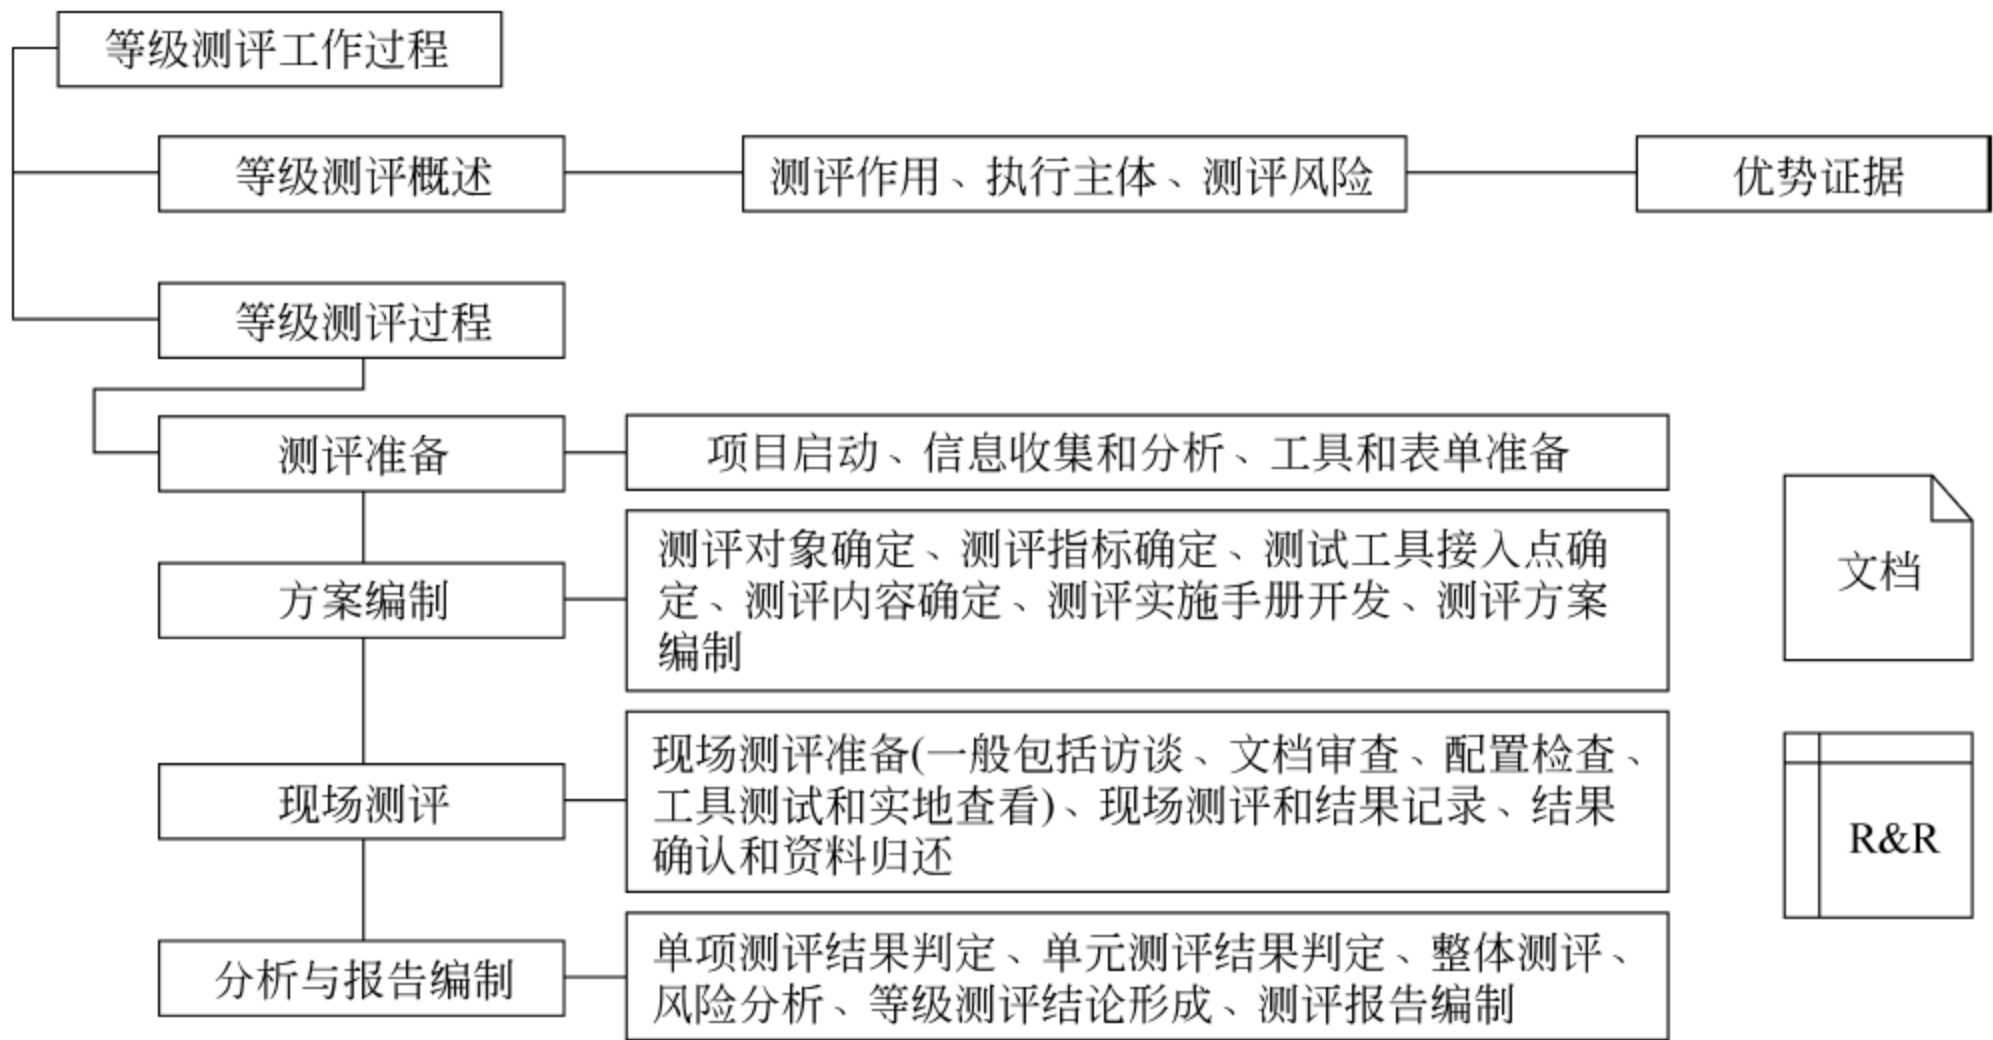 等级测评工作过程
等级测评概述
测评作用、执行主体、测评风险
优势证据
等级测评过程
测评准备
项目启动、信息收集和分析、工具和表单准备
方案编制
测评对象确定、测评指标确定、测试工具接入点确
定、测评内容确定、测评实施手册开发、测评方案
编制
文档
现场测评
现场测评准备(一般包括访谈、文档审查、配置检查、
工具测试和实地查看)、现场测评和结果记录、结果
确认和资料归还
R&R
分析与报告编制
单项测评结果判定、单元测评结果判定、整体测评、
风险分析、等级测评结论形成、测评报告编制